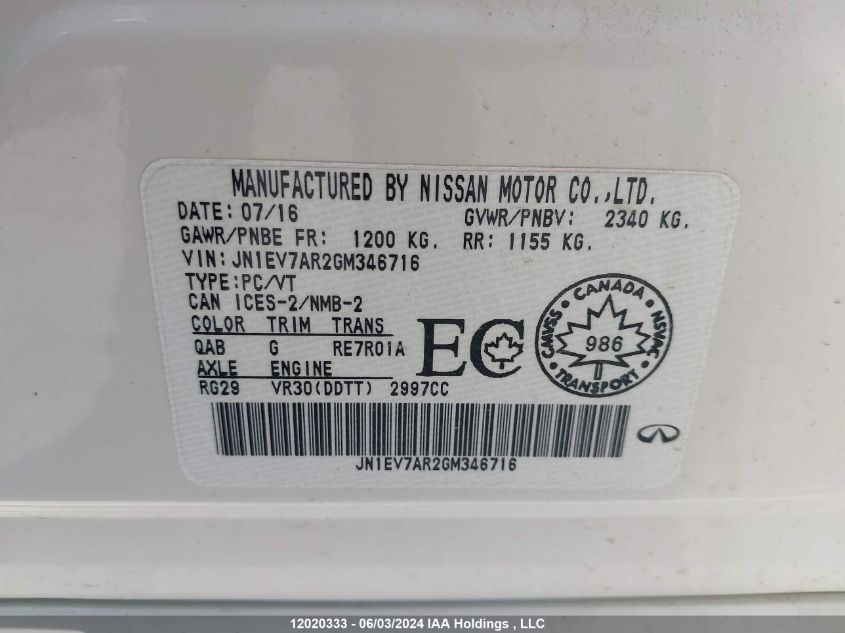 MANUFACTURED BY NISSAN MOTOR CO.,LTD.
DATE: 07/16 GVWR/PNBV: 2340 KG.
GAWR/PNBE FR: 1200 KG. RR: 1155 KG.
VIN: JN1EV7AR2GM346716
TYPE:PC/VT
CAN ICES-2/NMB-2
COLOR TRIM TRANS
QAB G RE7R01A
AXLE ENGINE
RG29 VR30(DDTT) 2997CC
EC
CANADA
CMVSS 986 NSVAC
TRANSPORT
JN1EV7AR2GM346716
12020333 - 06/03/2024 IAA Holdings , LLC